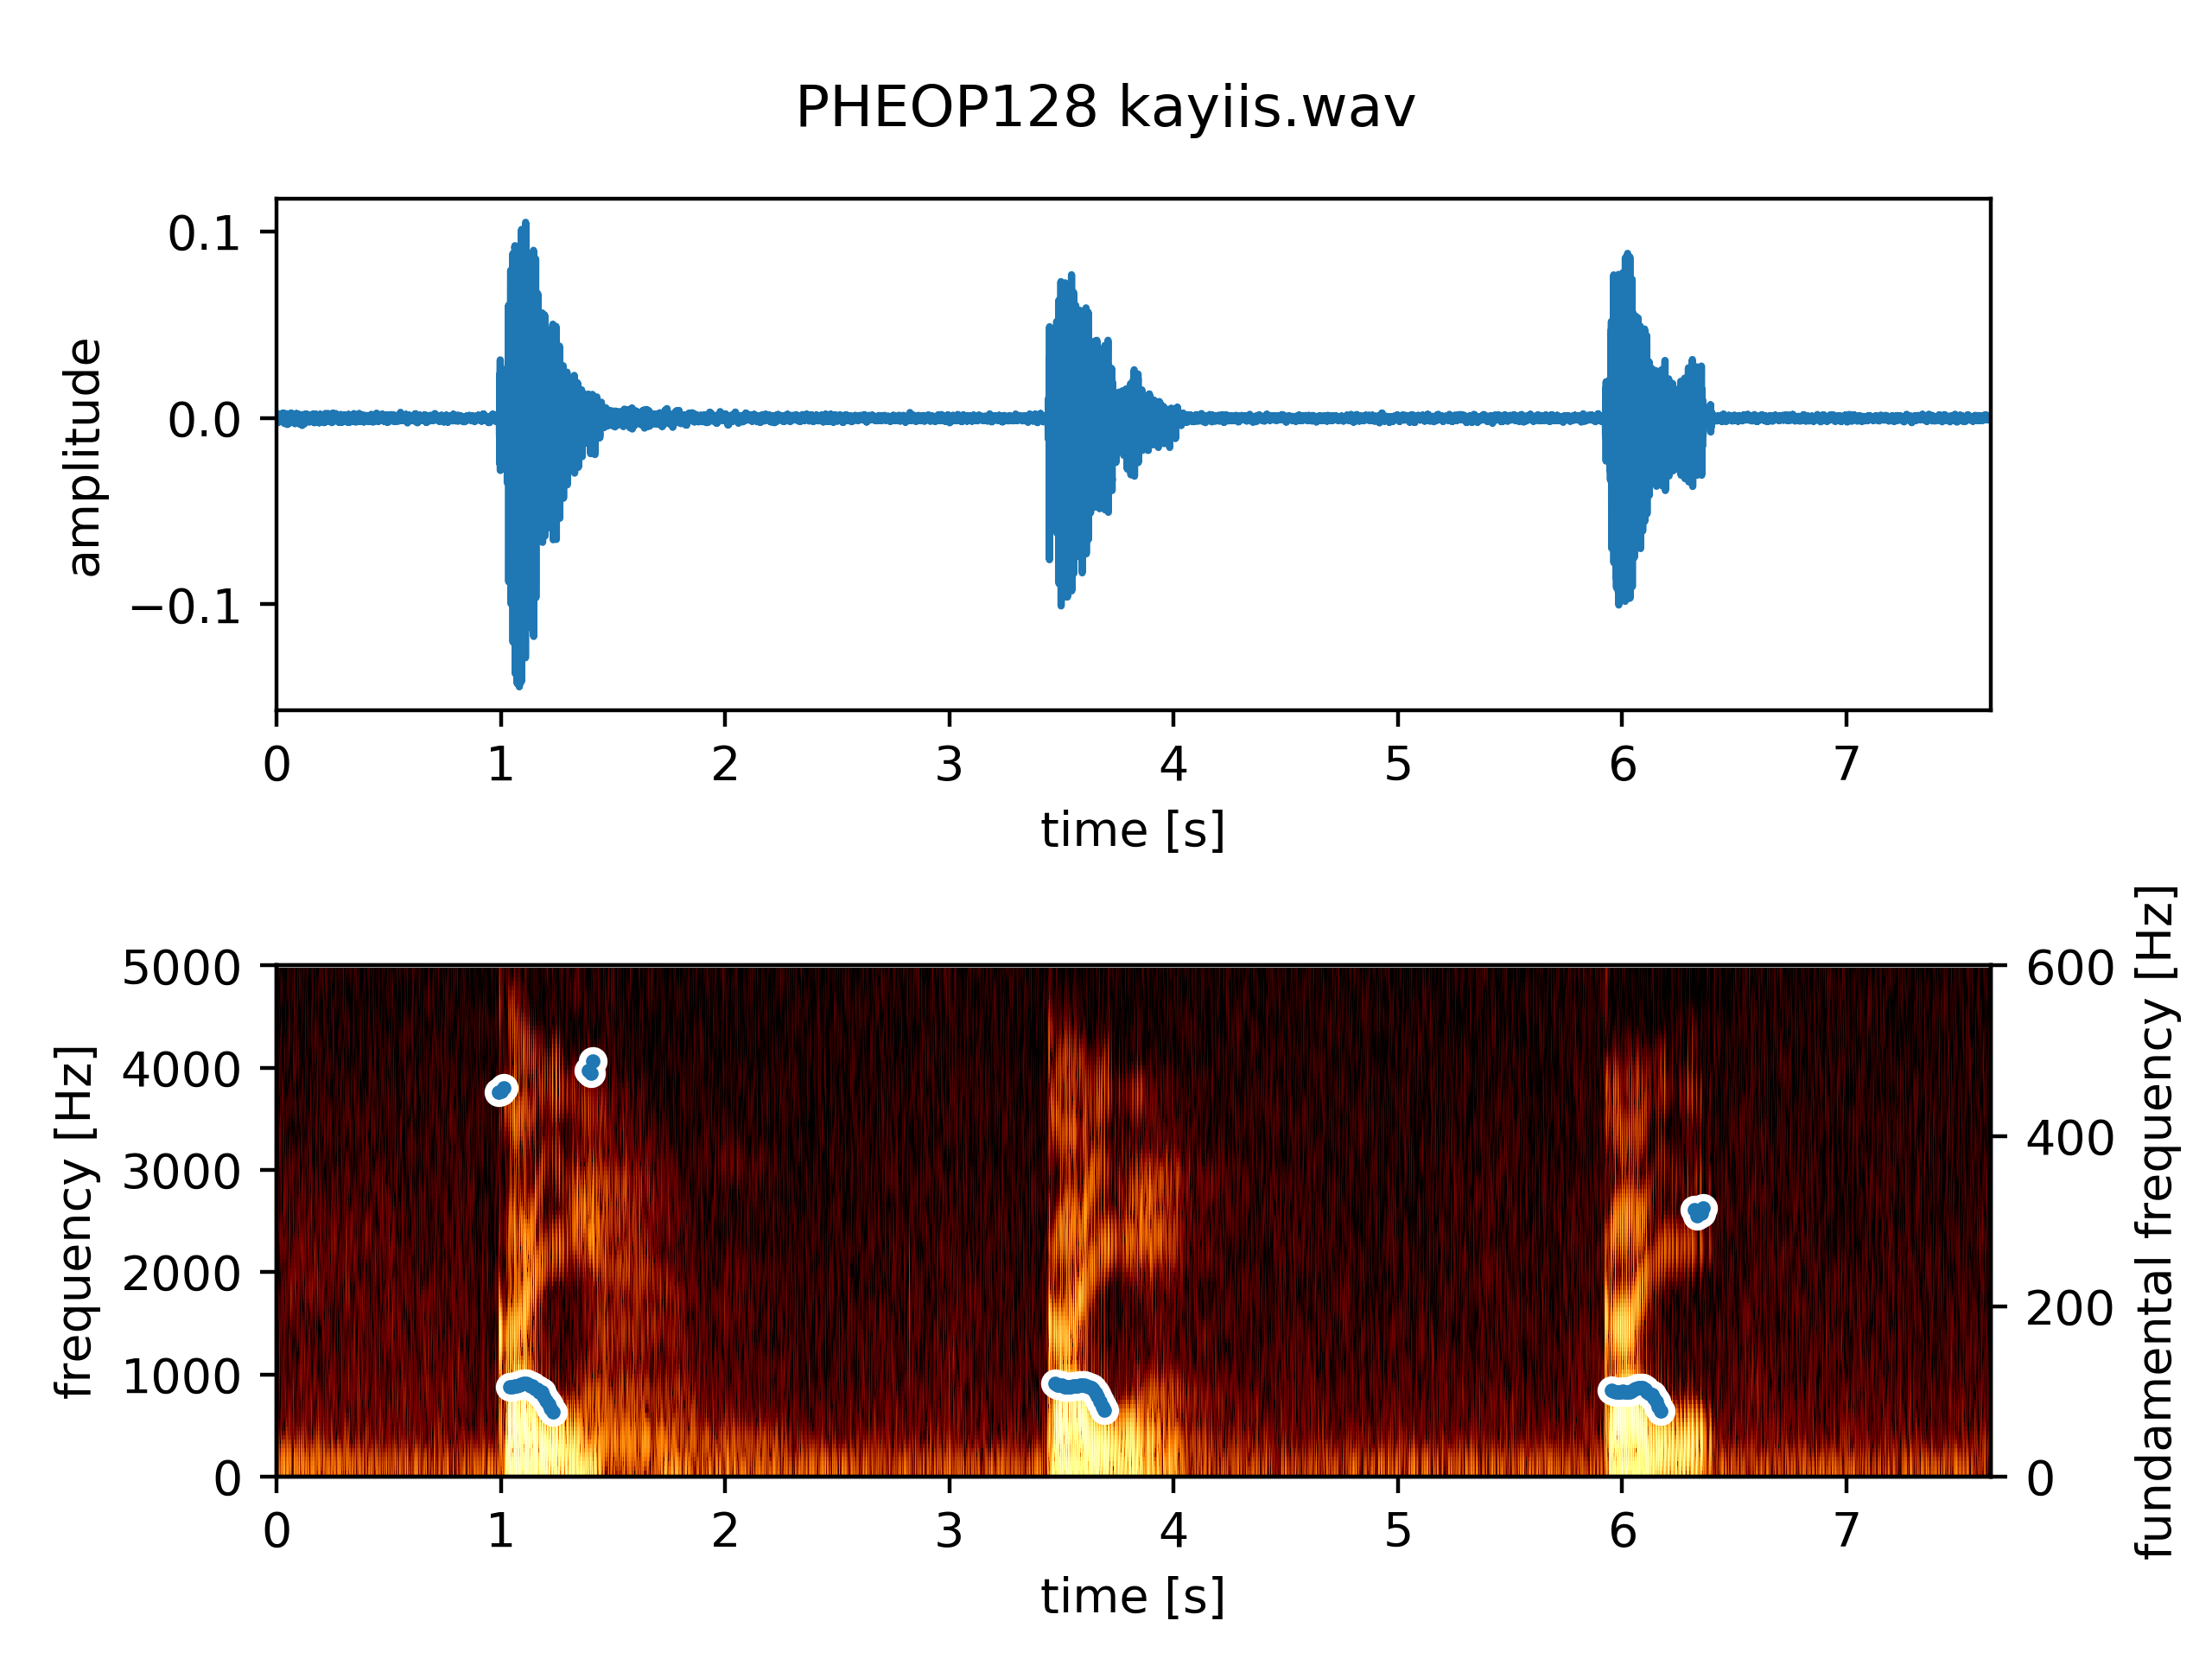 PHEOP128 kayiis.wav
0.1
0.0
−0.1
amplitude
0 1 2 3 4 5 6 7
time [s]
5000
4000
3000
2000
1000
0
frequency [Hz]
600
400
200
0
fundamental frequency [Hz]
0 1 2 3 4 5 6 7
time [s]